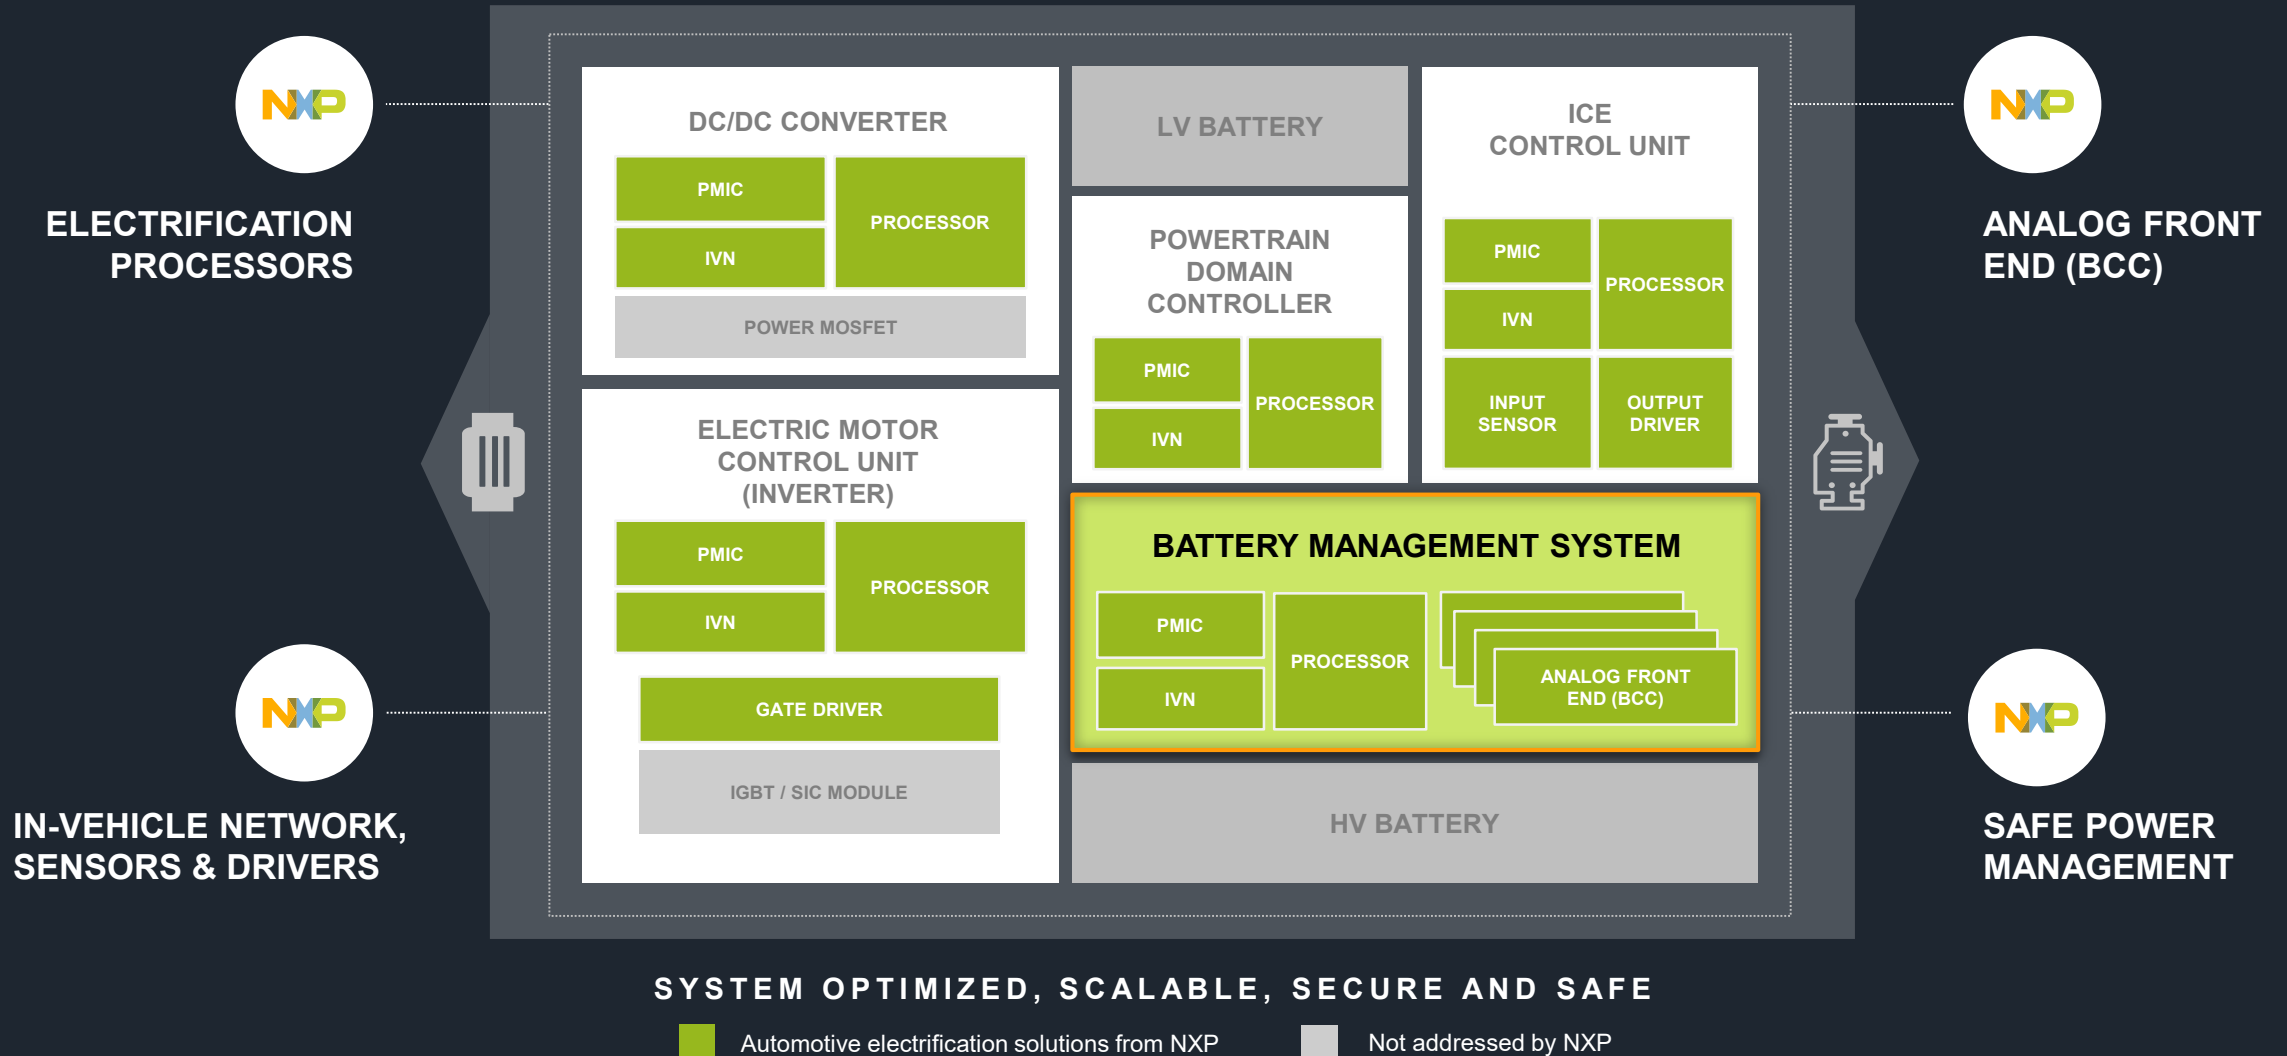 NXP
ELECTRIFICATION
PROCESSORS
NXP
IN-VEHICLE NETWORK,
SENSORS & DRIVERS
DC/DC CONVERTER
PMIC
IVN
PROCESSOR
POWER MOSFET
ELECTRIC MOTOR
CONTROL UNIT
(INVERTER)
PMIC
IVN
PROCESSOR
GATE DRIVER
IGBT / SIC MODULE
LV BATTERY
POWERTRAIN
DOMAIN
CONTROLLER
PMIC
IVN
PROCESSOR
ICE
CONTROL UNIT
PMIC
IVN
PROCESSOR
INPUT
SENSOR
OUTPUT
DRIVER
BATTERY MANAGEMENT SYSTEM
PMIC
IVN
PROCESSOR
ANALOG FRONT
END (BCC)
HV BATTERY
NXP
ANALOG FRONT
END (BCC)
NXP
SAFE POWER
MANAGEMENT
SYSTEM OPTIMIZED, SCALABLE, SECURE AND SAFE
Automotive electrification solutions from NXP
Not addressed by NXP